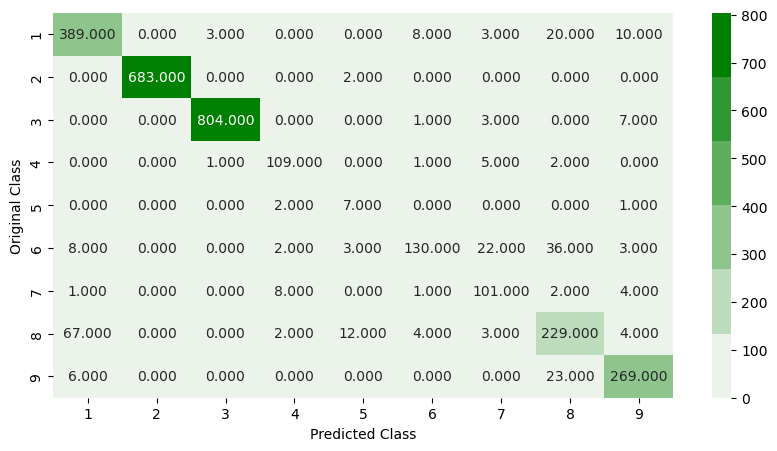 1 389.000 0.000 3.000 0.000 0.000 8.000 3.000 20.000 10.000
2 0.000 683.000 0.000 0.000 2.000 0.000 0.000 0.000 0.000
3 0.000 0.000 804.000 0.000 0.000 1.000 3.000 0.000 7.000
4 0.000 0.000 1.000 109.000 0.000 1.000 5.000 2.000 0.000
5 0.000 0.000 0.000 2.000 7.000 0.000 0.000 0.000 1.000
6 8.000 0.000 0.000 2.000 3.000 130.000 22.000 36.000 3.000
7 1.000 0.000 0.000 8.000 0.000 1.000 101.000 2.000 4.000
8 67.000 0.000 0.000 2.000 12.000 4.000 3.000 229.000 4.000
9 6.000 0.000 0.000 0.000 0.000 0.000 0.000 23.000 269.000
1 2 3 4 5 6 7 8 9
Predicted Class
Original Class
800
700
600
500
400
300
200
100
0